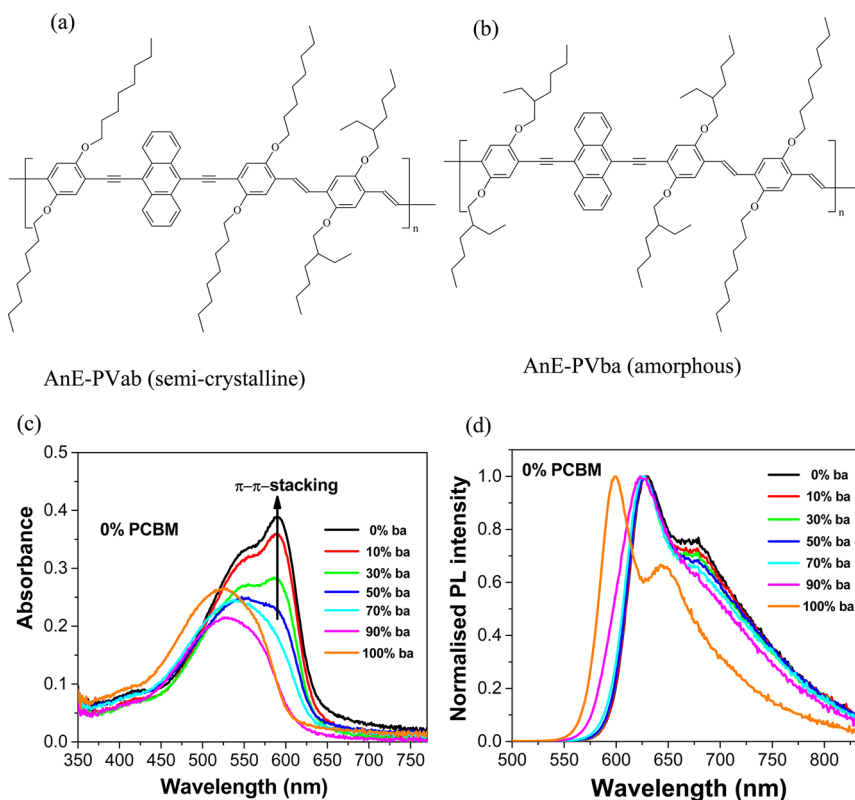 (a)
(b)
O
O
O
O
O
O
n
O
O
O
O
O
O
n
AnE-PVab (semi-crystalline)
AnE-PVba (amorphous)
(c)
0.5
0.4
0.3
0.2
0.1
0.0
350 400 450 500 550 600 650 700 750
Absorbance
Wavelength (nm)
0% PCBM
π–π–stacking
0% ba
10% ba
30% ba
50% ba
70% ba
90% ba
100% ba
(d)
1.0
0.8
0.6
0.4
0.2
0.0
500 550 600 650 700 750 800
Normalised PL intensity
Wavelength (nm)
0% PCBM
0% ba
10% ba
30% ba
50% ba
70% ba
90% ba
100% ba